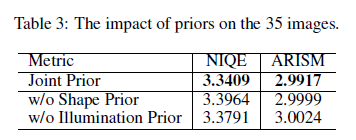 Table 3: The impact of priors on the 35 images.
Metric NIQE ARISM
Joint Prior 3.3409 2.9917
w/o Shape Prior 3.3964 2.9999
w/o Illumination Prior 3.3791 3.0024